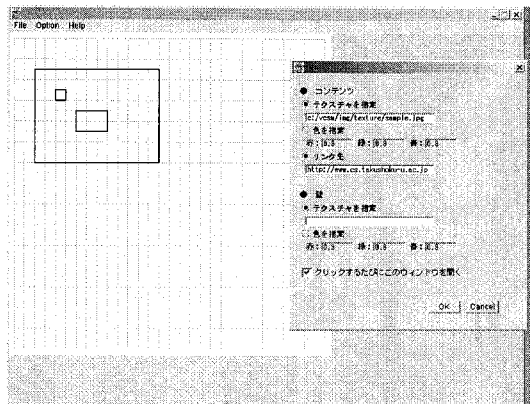 File Option Help
● コンテンツ
テクスチャを指定
c:/vcsm/img/texture/sample.jpg
色を指定
赤: 0.3 緑: 0.3 青: 0.3
リンク先
http://www.cs.takushoku-u.ac.jp
● 壁
テクスチャを指定
色を指定
赤: 0.3 緑: 0.3 青: 0.3
クリックするたびにこのウィンドウを開く
OK Cancel